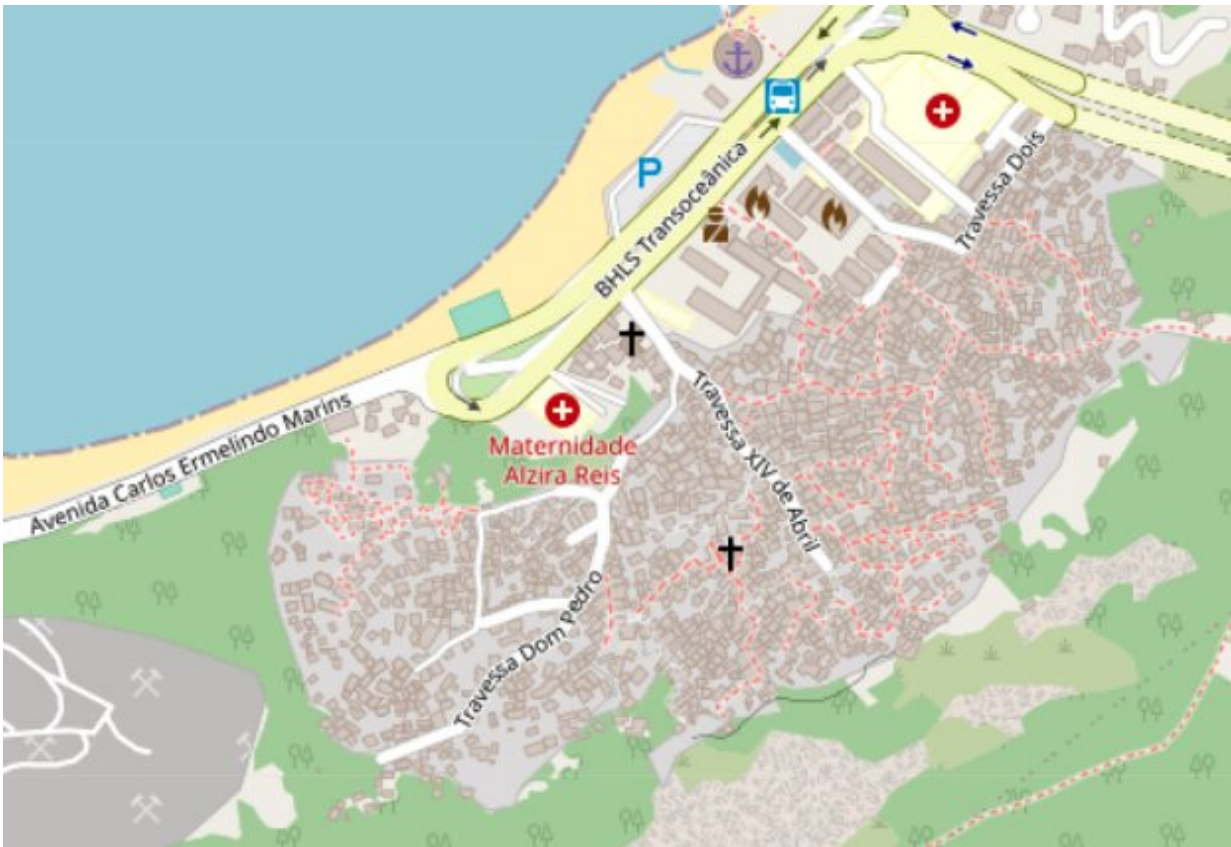 P
BHLS Transoceânica
Travessa Dois
Avenida Carlos Ermelindo Marins
Maternidade
Alzira Reis
Travessa XIV de Abril
Travessa Dom Pedro